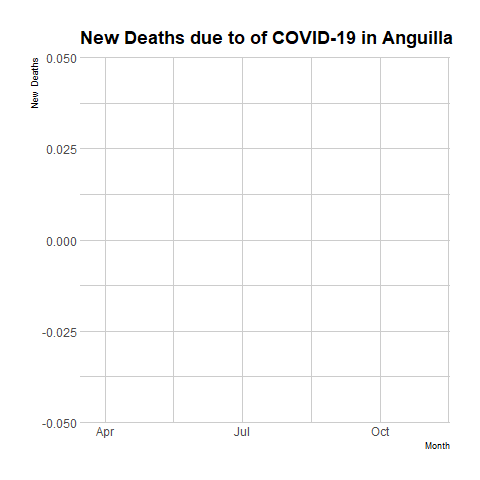 New Deaths due to of COVID-19 in Anguilla
New Deaths
0.050
0.025
0.000
-0.025
-0.050
Apr Jul Oct
Month